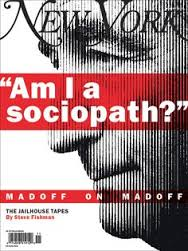 NEW YORK
“Am I a
sociopath?”
MADOFF ON MADOFF
THE JAILHOUSE TAPES
By Steve Fishman